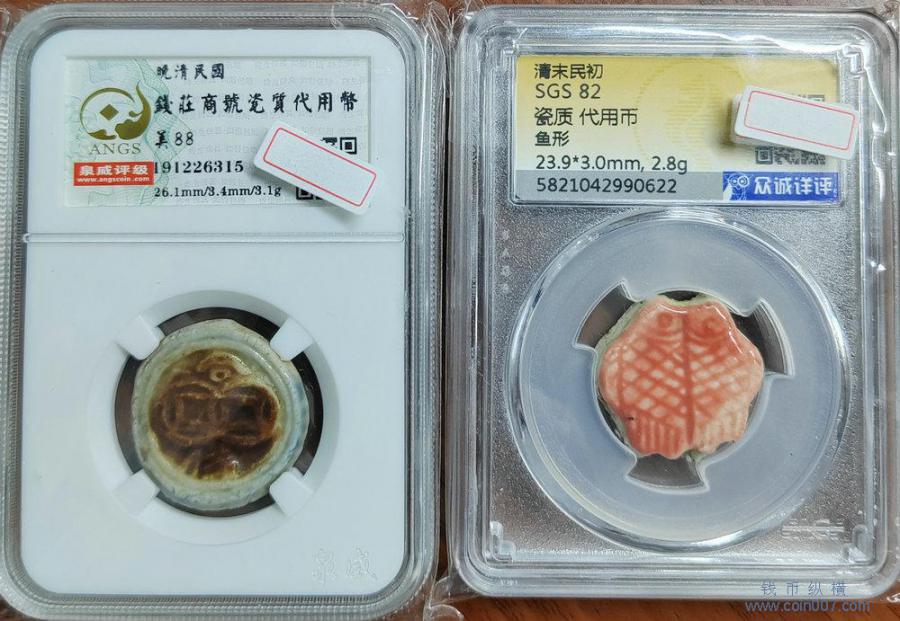 晚清民國
錢莊商號瓷質代用幣
美88
ANGS
泉威评级
www.angscoin.com
191226315
26.1mm/3.4mm/3.1g
泉威
清末民初
SGS 82
瓷质 代用币
鱼形
23.9*3.0mm, 2.8g
5821042990622
众诚详评
钱币纵横
www.coin007.com